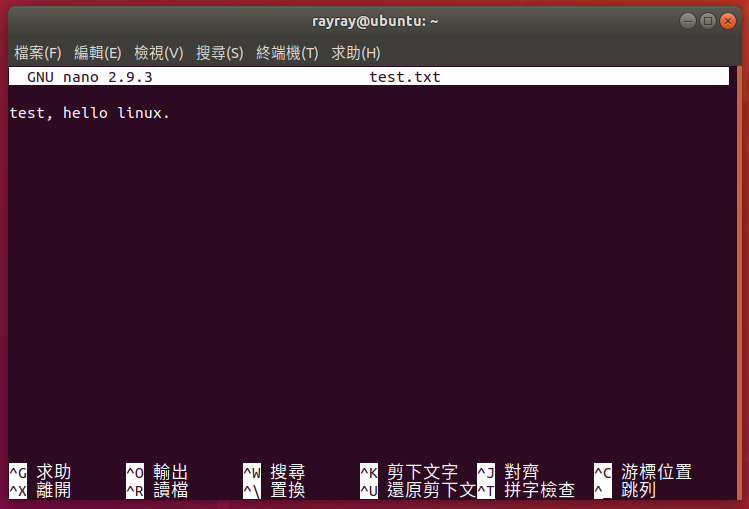 rayray@ubuntu: ~
檔案(F) 編輯(E) 檢視(V) 搜尋(S) 終端機(T) 求助(H)
GNU nano 2.9.3 test.txt
test, hello linux.
^G 求助 ^O 輸出 ^W 搜尋 ^K 剪下文字 ^J 對齊 ^C 游標位置
^X 離開 ^R 讀檔 ^\ 置換 ^U 還原剪下文 ^T 拼字檢查 ^_ 跳列